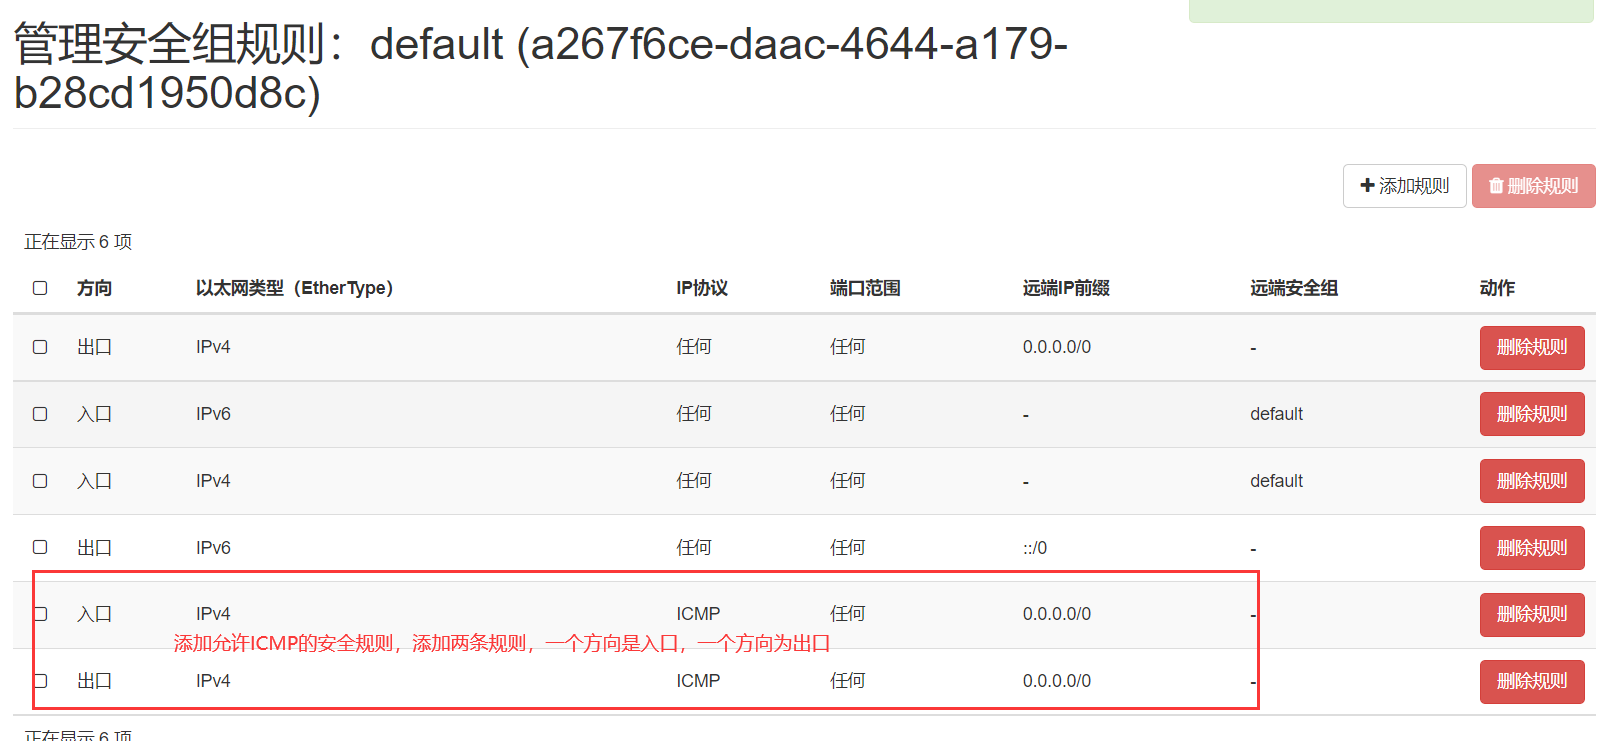 管理安全组规则：default (a267f6ce-daac-4644-a179-
b28cd1950d8c)
添加规则 删除规则
正在显示 6 项
方向 以太网类型（EtherType） IP协议 端口范围 远端IP前缀 远端安全组 动作
出口 IPv4 任何 任何 0.0.0.0/0 - 删除规则
入口 IPv6 任何 任何 - default 删除规则
入口 IPv4 任何 任何 - default 删除规则
出口 IPv6 任何 任何 ::/0 - 删除规则
入口 IPv4 ICMP 任何 0.0.0.0/0 - 删除规则
添加允许ICMP的安全规则，添加两条规则，一个方向是入口，一个方向为出口
出口 IPv4 ICMP 任何 0.0.0.0/0 - 删除规则
正在显示 6 项